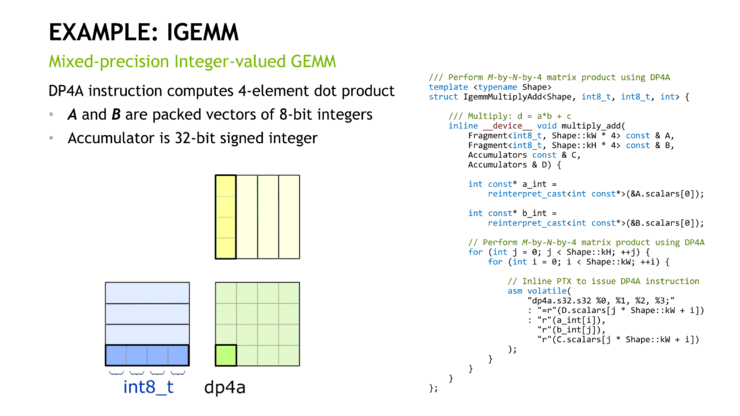 EXAMPLE: IGEMM
Mixed-precision Integer-valued GEMM
DP4A instruction computes 4-element dot product
• A and B are packed vectors of 8-bit integers
• Accumulator is 32-bit signed integer
int8_t dp4a
/// Perform M-by-N-by-4 matrix product using DP4A
template <typename Shape>
struct IgemmMultiplyAdd<Shape, int8_t, int8_t, int> {
/// Multiply: d = a*b + c
inline __device__ void multiply_add(
Fragment<int8_t, Shape::kW * 4> const & A,
Fragment<int8_t, Shape::kH * 4> const & B,
Accumulators const & C,
Accumulators & D) {
int const* a_int =
reinterpret_cast<int const*>(&A.scalars[0]);
int const* b_int =
reinterpret_cast<int const*>(&B.scalars[0]);
// Perform M-by-N-by-4 matrix product using DP4A
for (int j = 0; j < Shape::kH; ++j) {
for (int i = 0; i < Shape::kW; ++i) {
// Inline PTX to issue DP4A instruction
asm volatile(
"dp4a.s32.s32 %0, %1, %2, %3;"
: "=r"(D.scalars[j * Shape::kW + i])
: "r"(a_int[i]),
"r"(b_int[j]),
"r"(C.scalars[j * Shape::kW + i])
);
}
}
}
};